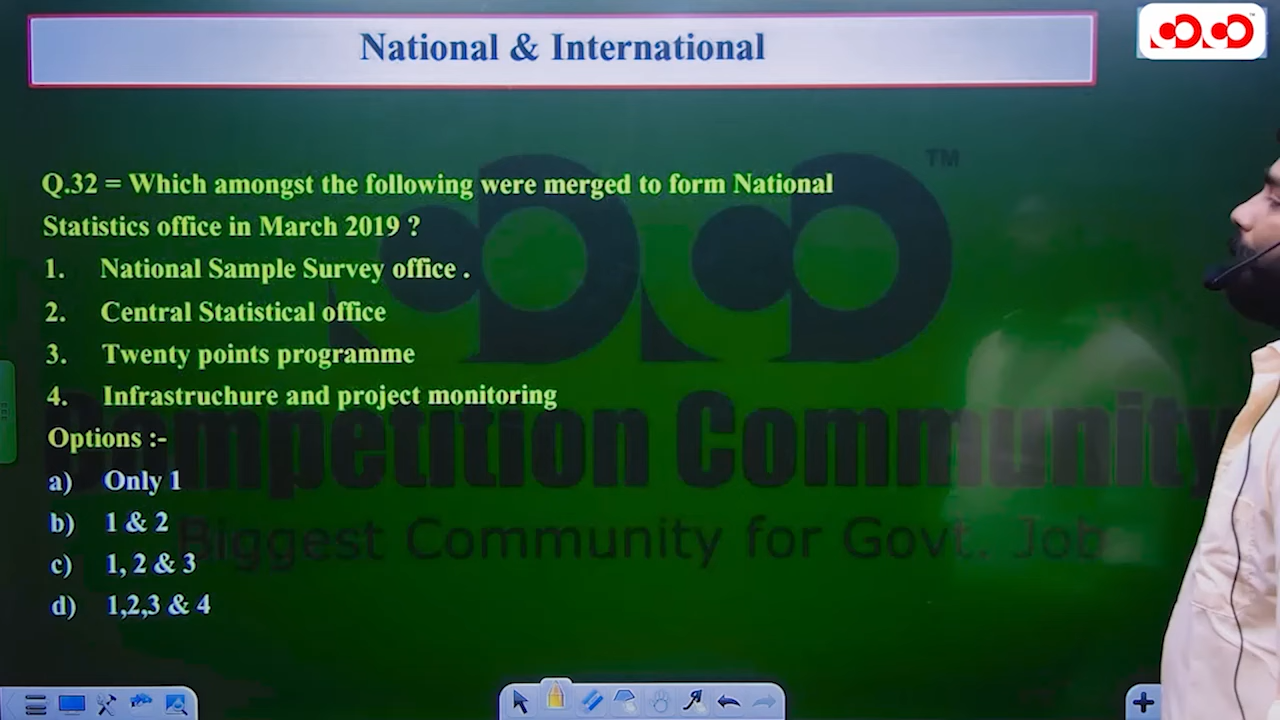 National & International
TM
Q.32 = Which amongst the following were merged to form National
Statistics office in March 2019 ?
1. National Sample Survey office .
2. Central Statistical office
3. Twenty points programme
4. Infrastruchure and project monitoring
Options :-
a) Only 1
b) 1 & 2
c) 1, 2 & 3
d) 1,2,3 & 4
Competition Community
Biggest Community for Govt. Job